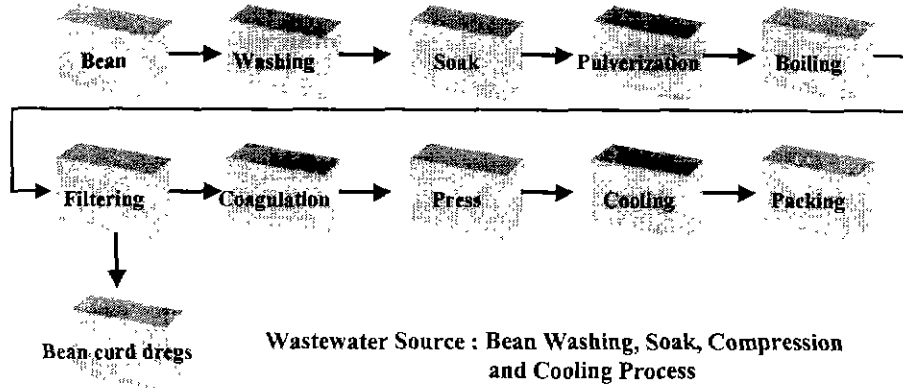 Bean
Washing
Soak
Pulverization
Boiling
Filtering
Coagulation
Press
Cooling
Packing
Bean curd dregs
Wastewater Source : Bean Washing, Soak, Compression
and Cooling Process